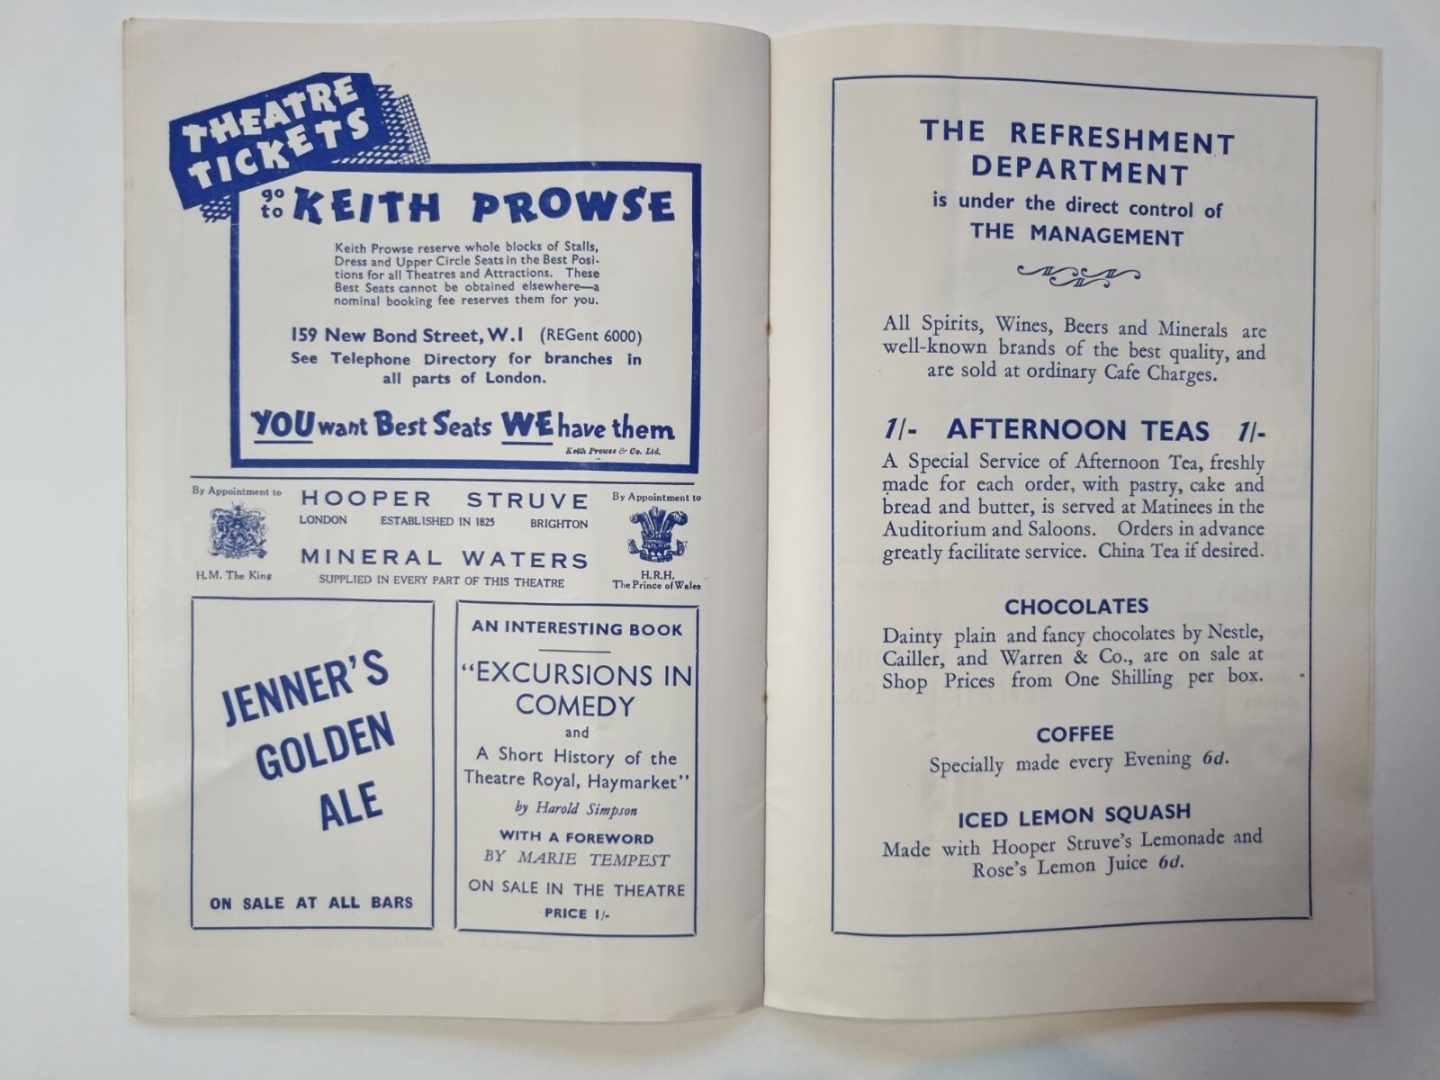 THEATRE
TICKETS
go
to KEITH PROWSE
Keith Prowse reserve whole blocks of Stalls,
Dress and Upper Circle Seats in the Best Posi-
tions for all Theatres and Attractions. These
Best Seats cannot be obtained elsewhere—a
nominal booking fee reserves them for you.
159 New Bond Street, W.1 (REGent 6000)
See Telephone Directory for branches in
all parts of London.
YOU want Best Seats WE have them
Keith Prowse & Co. Ltd.
By Appointment to
H.M. The King
HOOPER STRUVE
LONDON ESTABLISHED IN 1825 BRIGHTON
MINERAL WATERS
SUPPLIED IN EVERY PART OF THIS THEATRE
By Appointment to
H.R.H.
The Prince of Wales
JENNER'S
GOLDEN
ALE
ON SALE AT ALL BARS
AN INTERESTING BOOK
"EXCURSIONS IN
COMEDY
and
A Short History of the
Theatre Royal, Haymarket"
by Harold Simpson
WITH A FOREWORD
BY MARIE TEMPEST
ON SALE IN THE THEATRE
PRICE 1/-
THE REFRESHMENT
DEPARTMENT
is under the direct control of
THE MANAGEMENT
All Spirits, Wines, Beers and Minerals are
well-known brands of the best quality, and
are sold at ordinary Cafe Charges.
1/- AFTERNOON TEAS 1/-
A Special Service of Afternoon Tea, freshly
made for each order, with pastry, cake and
bread and butter, is served at Matinees in the
Auditorium and Saloons. Orders in advance
greatly facilitate service. China Tea if desired.
CHOCOLATES
Dainty plain and fancy chocolates by Nestle,
Cailler, and Warren & Co., are on sale at
Shop Prices from One Shilling per box.
COFFEE
Specially made every Evening 6d.
ICED LEMON SQUASH
Made with Hooper Struve's Lemonade and
Rose's Lemon Juice 6d.